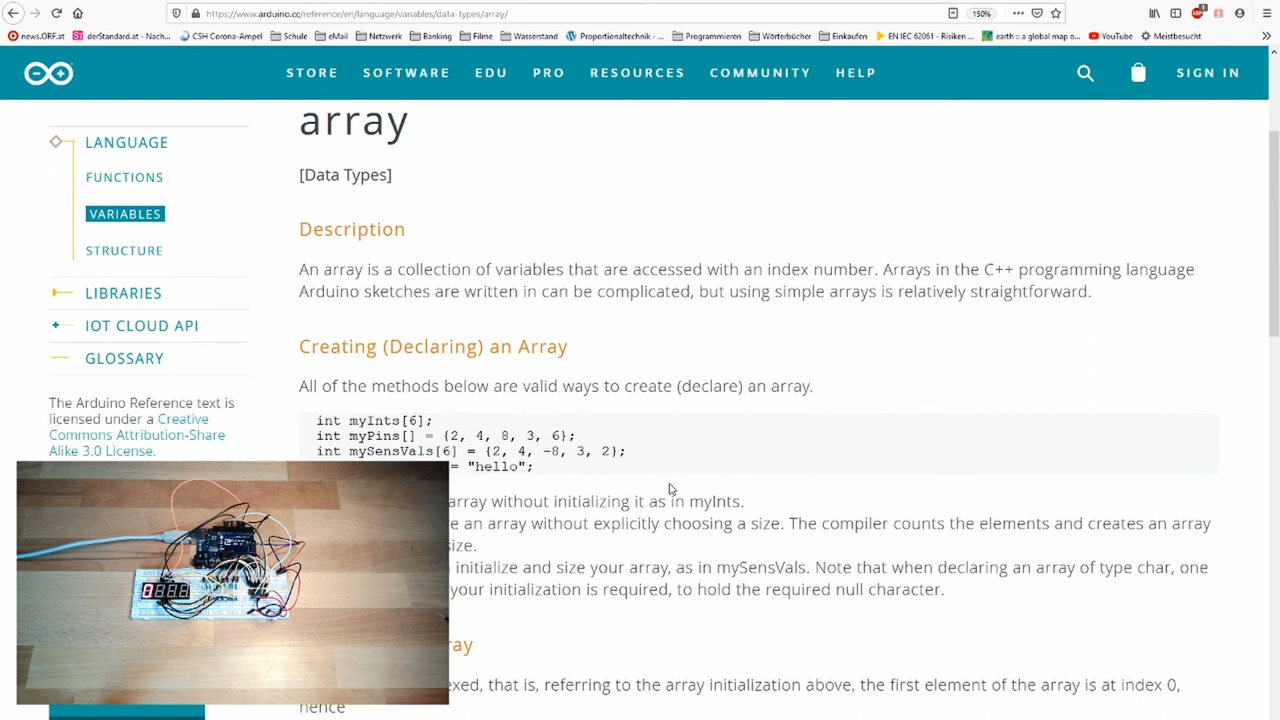 https://www.arduino.cc/reference/en/language/variables/data-types/array/
150%
news.ORF.at
derStandard.at - Nach...
CSH Corona-Ampel
Schule
eMail
Netzwerk
Banking
Filme
Wasserstand
Proportionaltechnik - ...
Programmieren
Wörterbücher
Einkaufen
EN IEC 62061 - Risiken ...
earth :: a global map o...
YouTube
Meistbesucht
STORE SOFTWARE EDU PRO RESOURCES COMMUNITY HELP
SIGN IN
LANGUAGE
FUNCTIONS
VARIABLES
STRUCTURE
LIBRARIES
IOT CLOUD API
GLOSSARY
The Arduino Reference text is
licensed under a Creative
Commons Attribution-Share
Alike 3.0 License.
array
[Data Types]
Description
An array is a collection of variables that are accessed with an index number. Arrays in the C++ programming language
Arduino sketches are written in can be complicated, but using simple arrays is relatively straightforward.
Creating (Declaring) an Array
All of the methods below are valid ways to create (declare) an array.
int myInts[6];
int myPins[] = {2, 4, 8, 3, 6};
int mySensVals[6] = {2, 4, -8, 3, 2};
= "hello";
array without initializing it as in myInts.
e an array without explicitly choosing a size. The compiler counts the elements and creates an array
size.
initialize and size your array, as in mySensVals. Note that when declaring an array of type char, one
your initialization is required, to hold the required null character.
ray
exed, that is, referring to the array initialization above, the first element of the array is at index 0,
hence